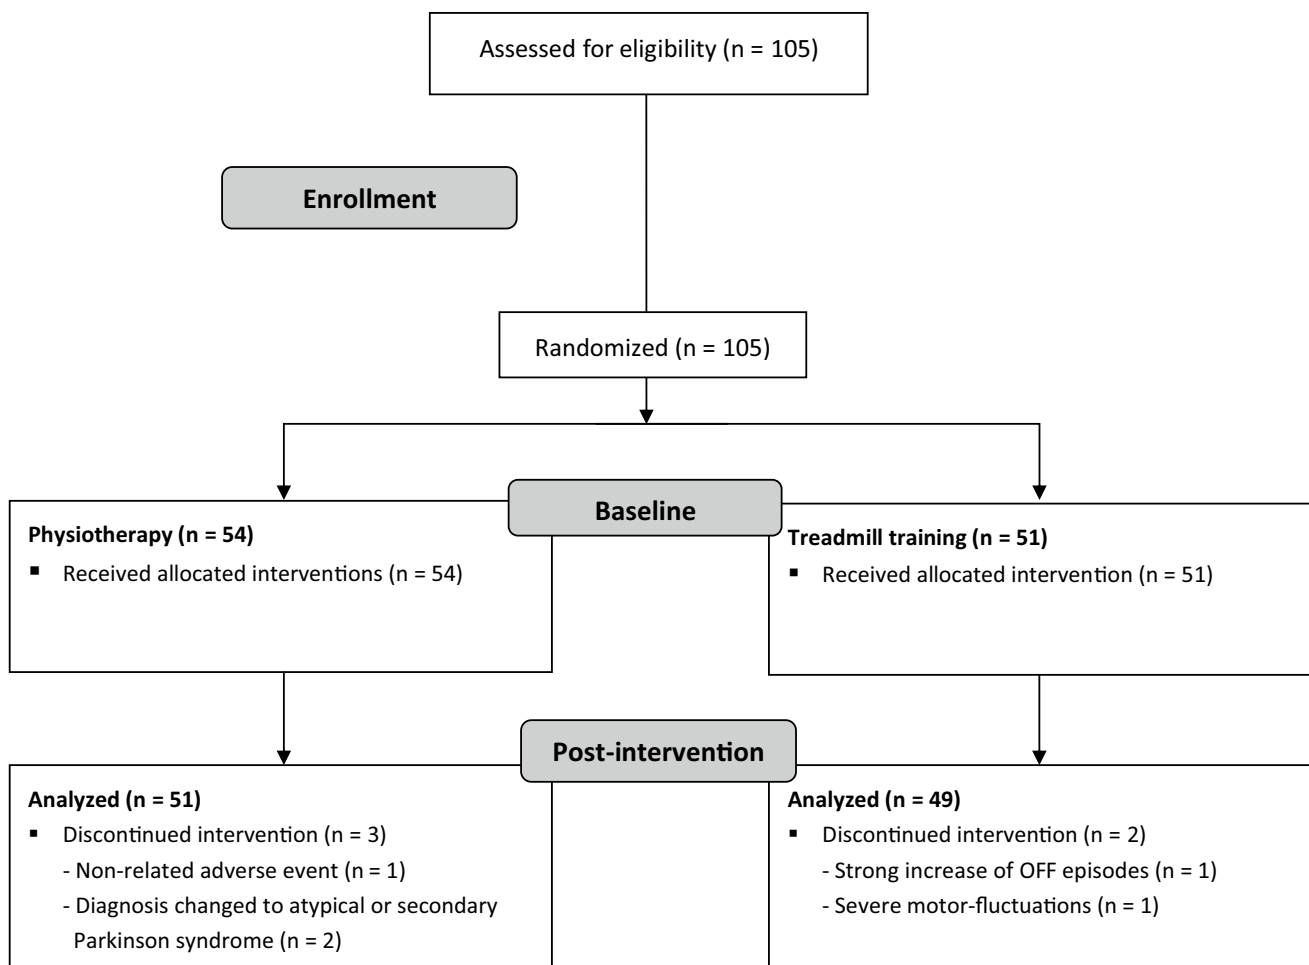 Assessed for eligibility (n = 105)
Enrollment
Randomized (n = 105)
Baseline
Physiotherapy (n = 54)
▪ Received allocated interventions (n = 54)
Treadmill training (n = 51)
▪ Received allocated intervention (n = 51)
Post-intervention
Analyzed (n = 51)
▪ Discontinued intervention (n = 3)
- Non-related adverse event (n = 1)
- Diagnosis changed to atypical or secondary
Parkinson syndrome (n = 2)
Analyzed (n = 49)
▪ Discontinued intervention (n = 2)
- Strong increase of OFF episodes (n = 1)
- Severe motor-fluctuations (n = 1)